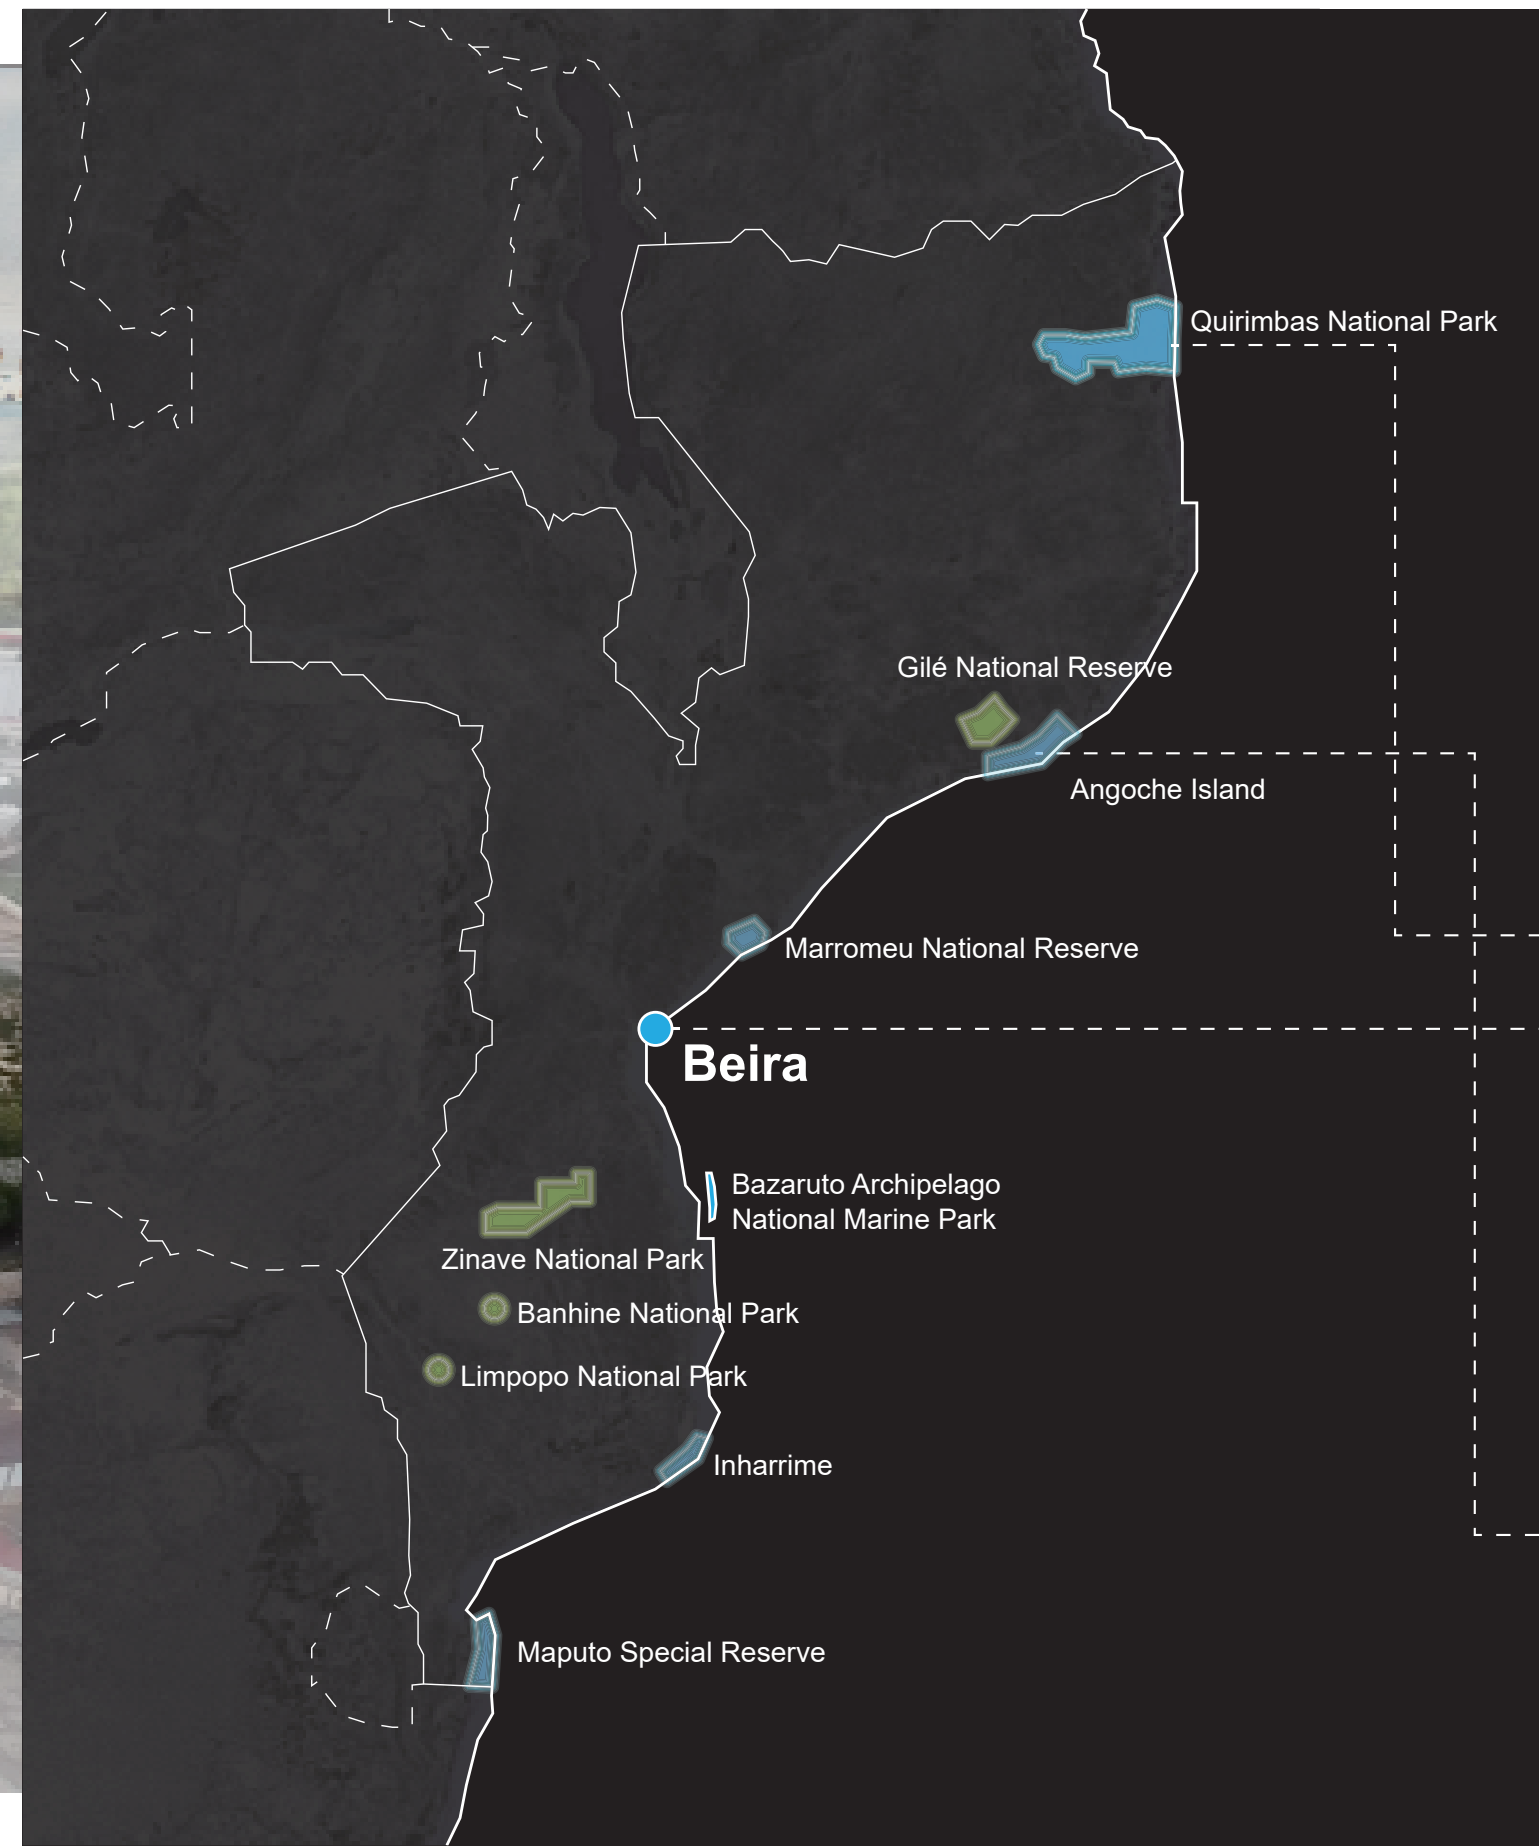 Quirimbas National Park
Gilé National Reserve
Angoche Island
Marromeu National Reserve
Beira
Bazaruto Archipelago
National Marine Park
Zinave National Park
Banhine National Park
Limpopo National Park
Inharrime
Maputo Special Reserve